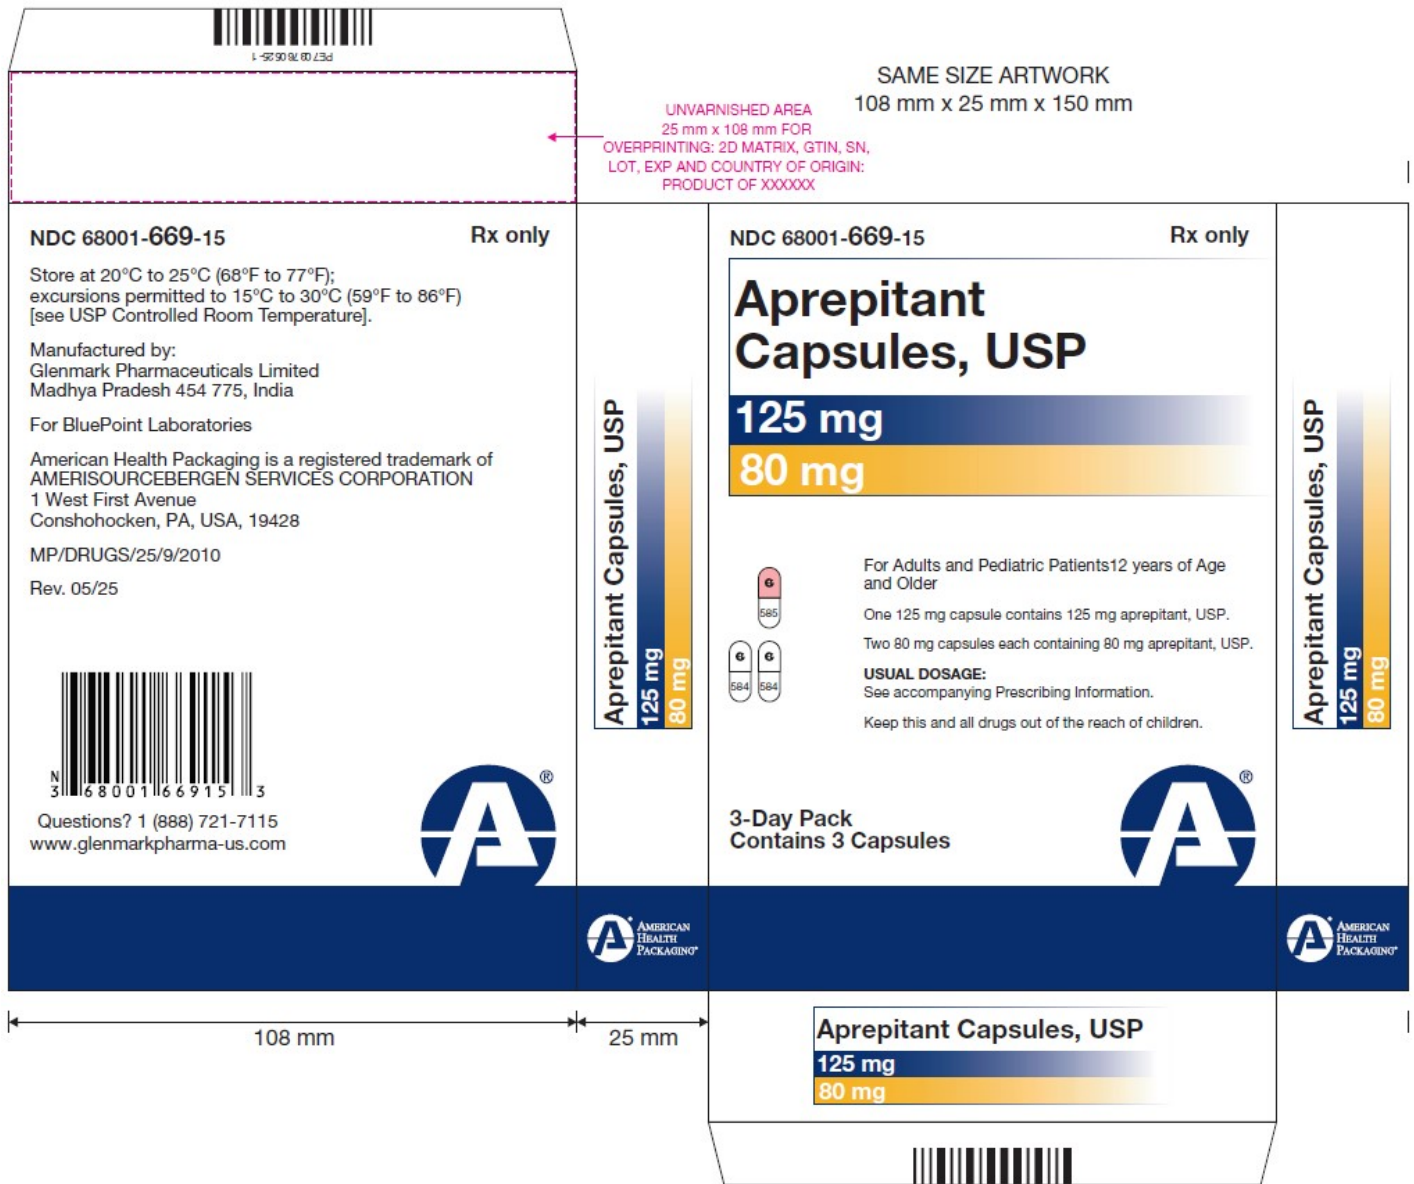 PET 09 76 05 25- 1
SAME SIZE ARTWORK
108 mm x 25 mm x 150 mm
UNVARNISHED AREA
25 mm x 108 mm FOR
OVERPRINTING: 2D MATRIX, GTIN, SN,
LOT, EXP AND COUNTRY OF ORIGIN:
PRODUCT OF XXXXXX
NDC 68001-669-15
Rx only
Store at 20°C to 25°C (68°F to 77°F);
excursions permitted to 15°C to 30°C (59°F to 86°F)
[see USP Controlled Room Temperature].
Manufactured by:
Glenmark Pharmaceuticals Limited
Madhya Pradesh 454 775, India
For BluePoint Laboratories
American Health Packaging is a registered trademark of
AMERISOURCEBERGEN SERVICES CORPORATION
1 West First Avenue
Conshohocken, PA, USA, 19428
MP/DRUGS/25/9/2010
Rev. 05/25
N
3 68001 66915 3
Questions? 1 (888) 721-7115
www.glenmarkpharma-us.com
A®
Aprepitant Capsules, USP
125 mg
80 mg
A
AMERICAN
HEALTH
PACKAGING®
NDC 68001-669-15
Rx only
Aprepitant
Capsules, USP
125 mg
80 mg
G
585
G
584
G
584
For Adults and Pediatric Patients12 years of Age
and Older
One 125 mg capsule contains 125 mg aprepitant, USP.
Two 80 mg capsules each containing 80 mg aprepitant, USP.
USUAL DOSAGE:
See accompanying Prescribing Information.
Keep this and all drugs out of the reach of children.
3-Day Pack
Contains 3 Capsules
A®
Aprepitant Capsules, USP
125 mg
80 mg
A
AMERICAN
HEALTH
PACKAGING®
108 mm
25 mm
Aprepitant Capsules, USP
125 mg
80 mg